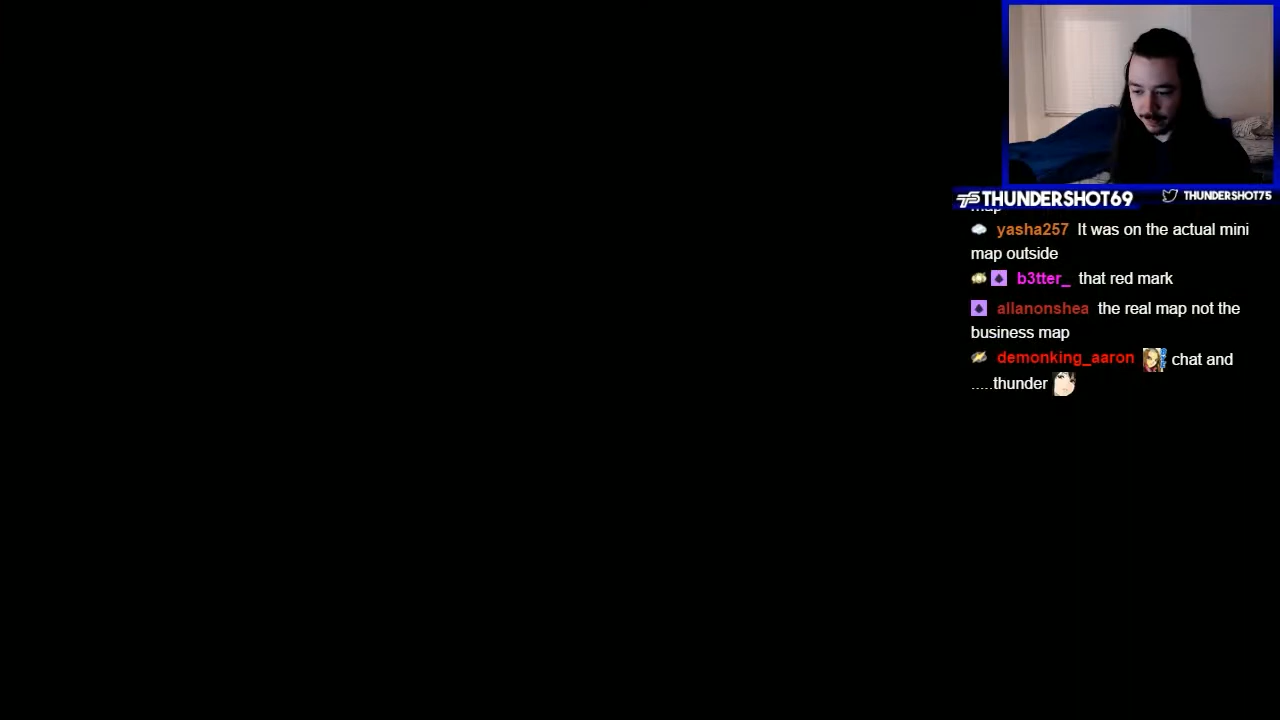 THUNDERSHOT69 THUNDERSHOT75
map
yasha257 It was on the actual mini
map outside
b3tter_ that red mark
allanonshea the real map not the
business map
demonking_aaron chat and
.....thunder